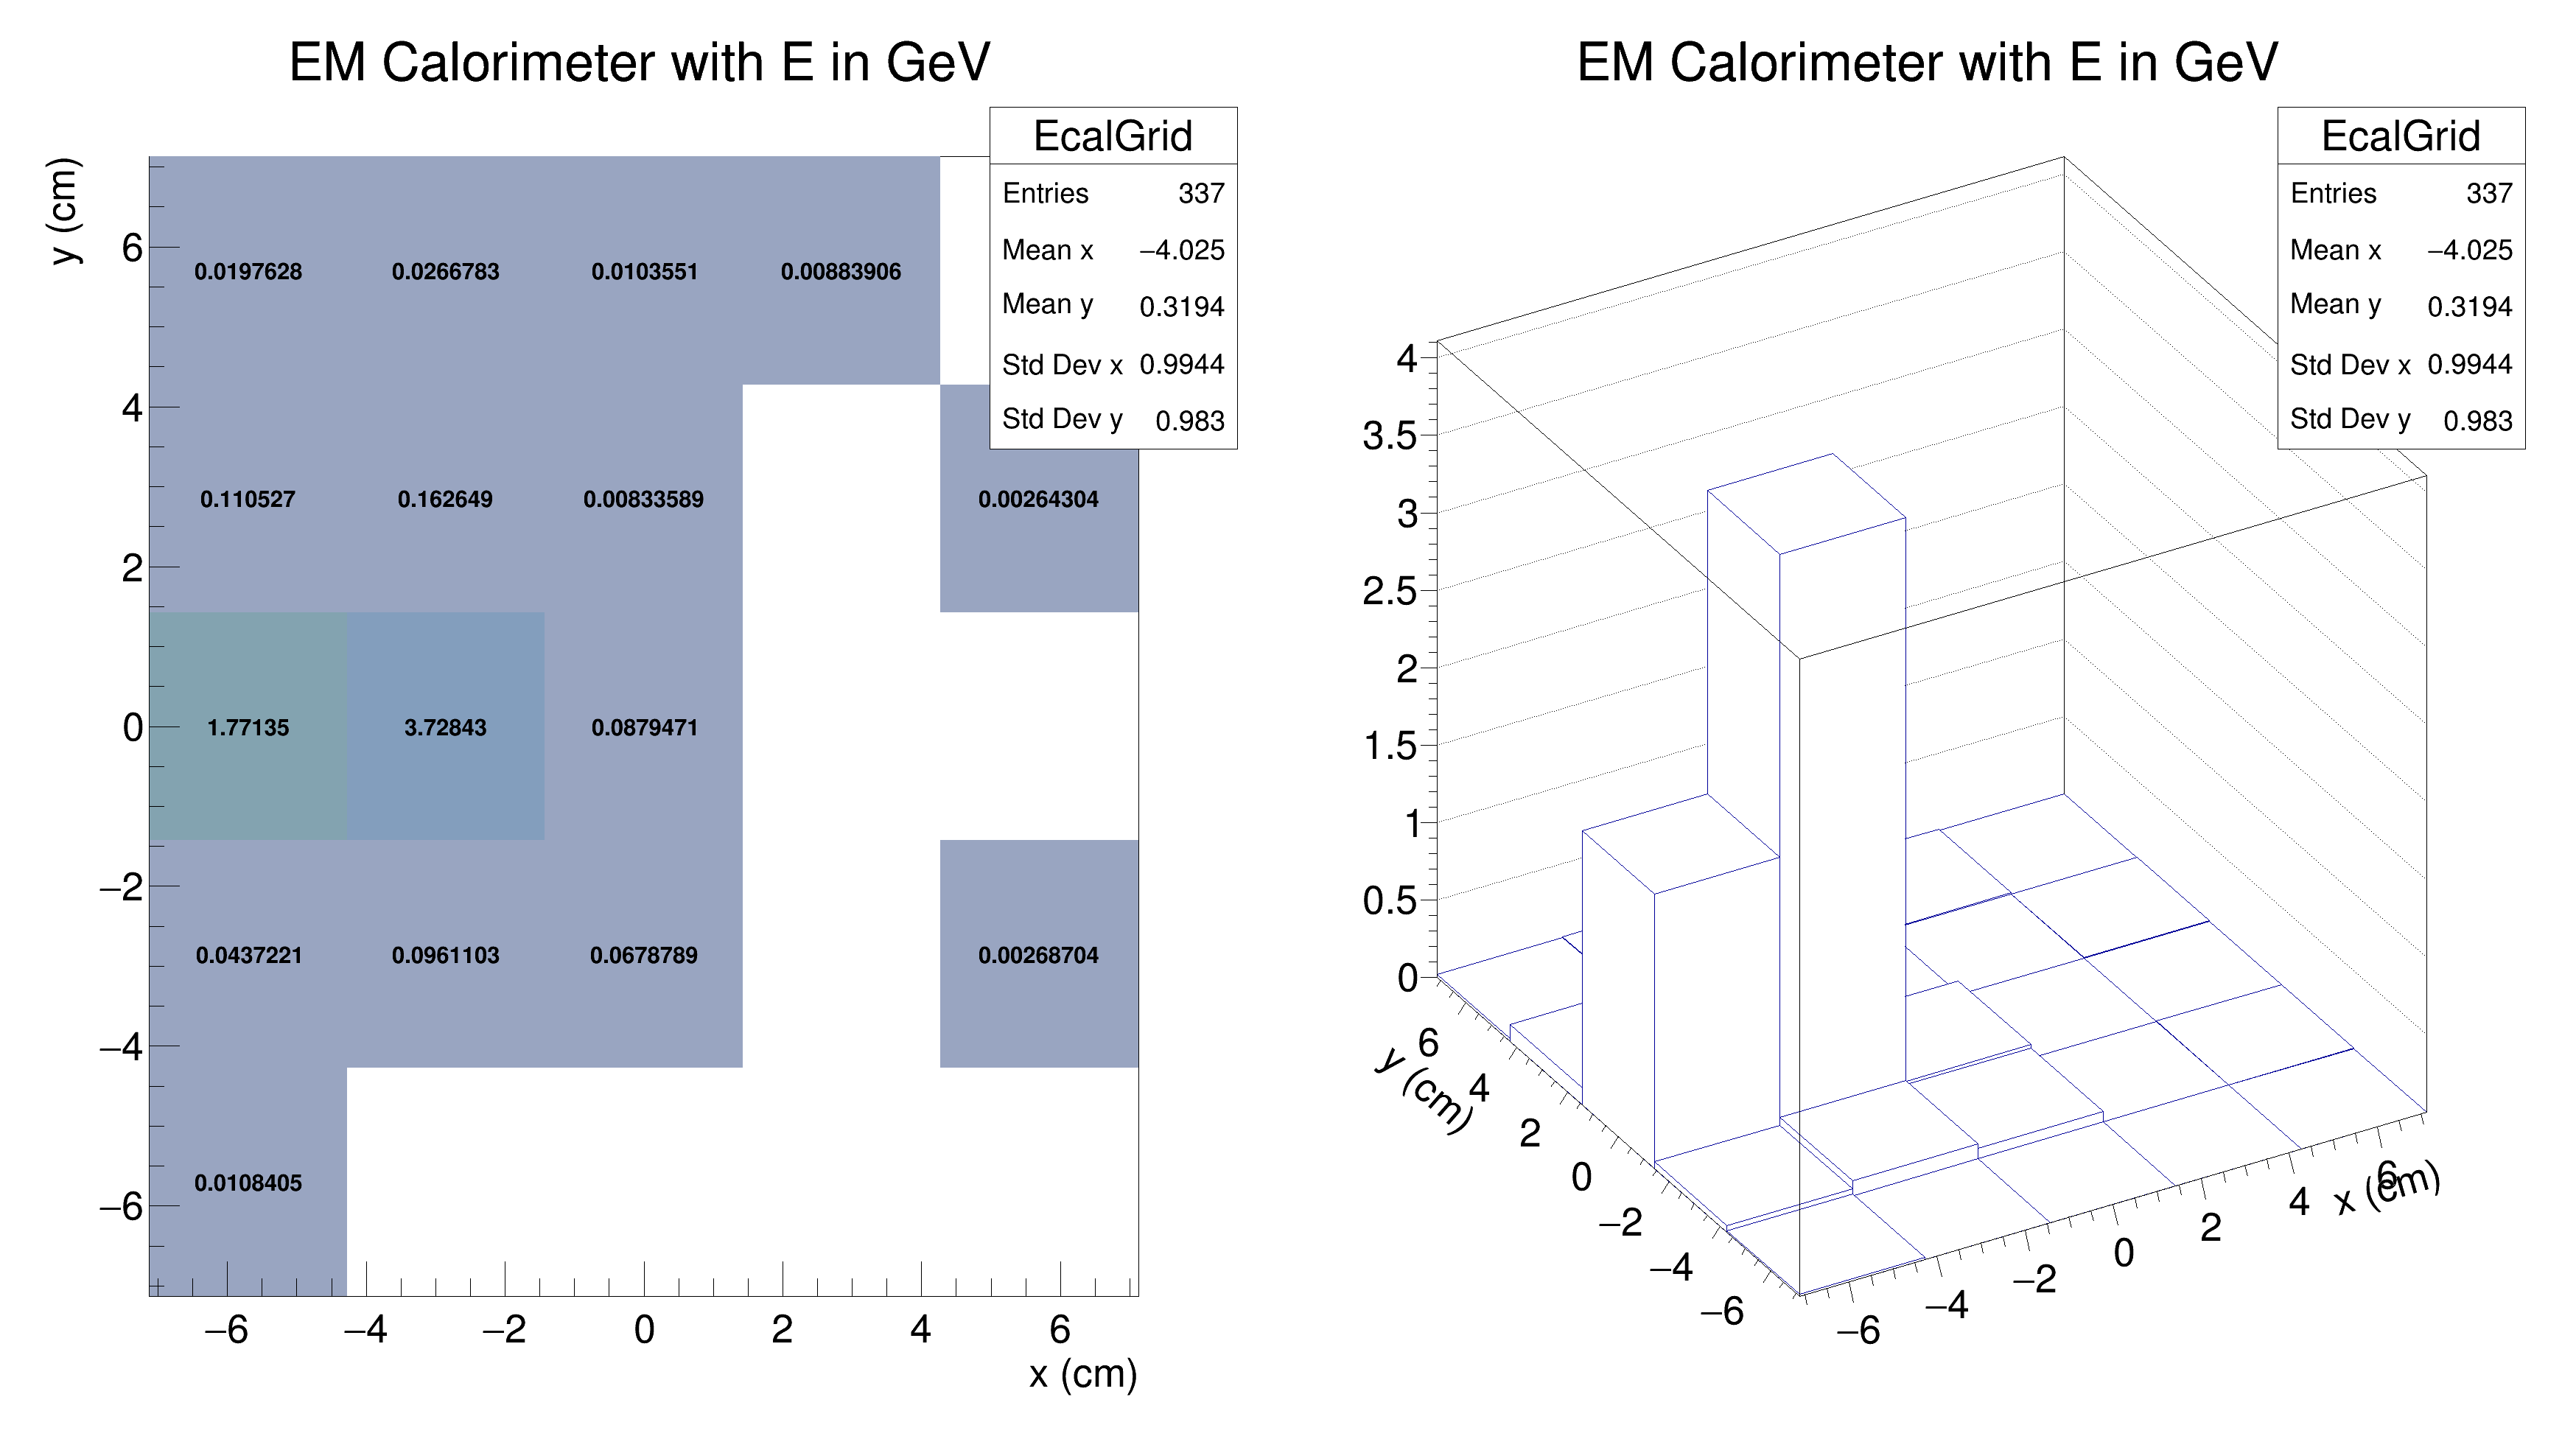 EM Calorimeter with E in GeV
y (cm)
EcalGrid
Entries 337
Mean x −4.025
Mean y 0.3194
Std Dev x 0.9944
Std Dev y 0.983
6
4
2
0
−2
−4
−6
0.0197628 0.0266783 0.0103551 0.00883906
0.110527 0.162649 0.00833589 0.00264304
1.77135 3.72843 0.0879471
0.0437221 0.0961103 0.0678789 0.00268704
0.0108405
−6 −4 −2 0 2 4 6
x (cm)
EM Calorimeter with E in GeV
EcalGrid
Entries 337
Mean x −4.025
Mean y 0.3194
Std Dev x 0.9944
Std Dev y 0.983
4
3.5
3
2.5
2
1.5
1
0.5
0
y (cm)
6
4
2
0
−2
−4
−6
−6 −4 −2 0 2 4 6
x (cm)